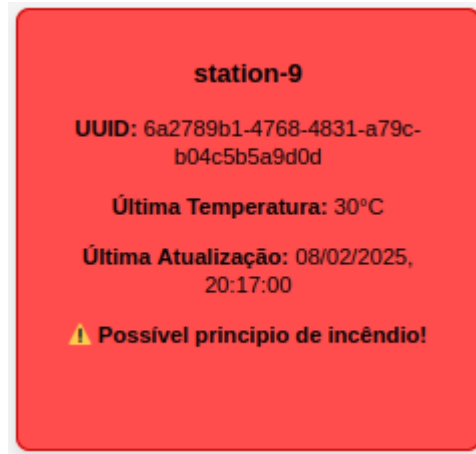 station-9
UUID: 6a2789b1-4768-4831-a79c-
b04c5b5a9d0d
Última Temperatura: 30°C
Última Atualização: 08/02/2025,
20:17:00
⚠️ Possível principio de incêndio!